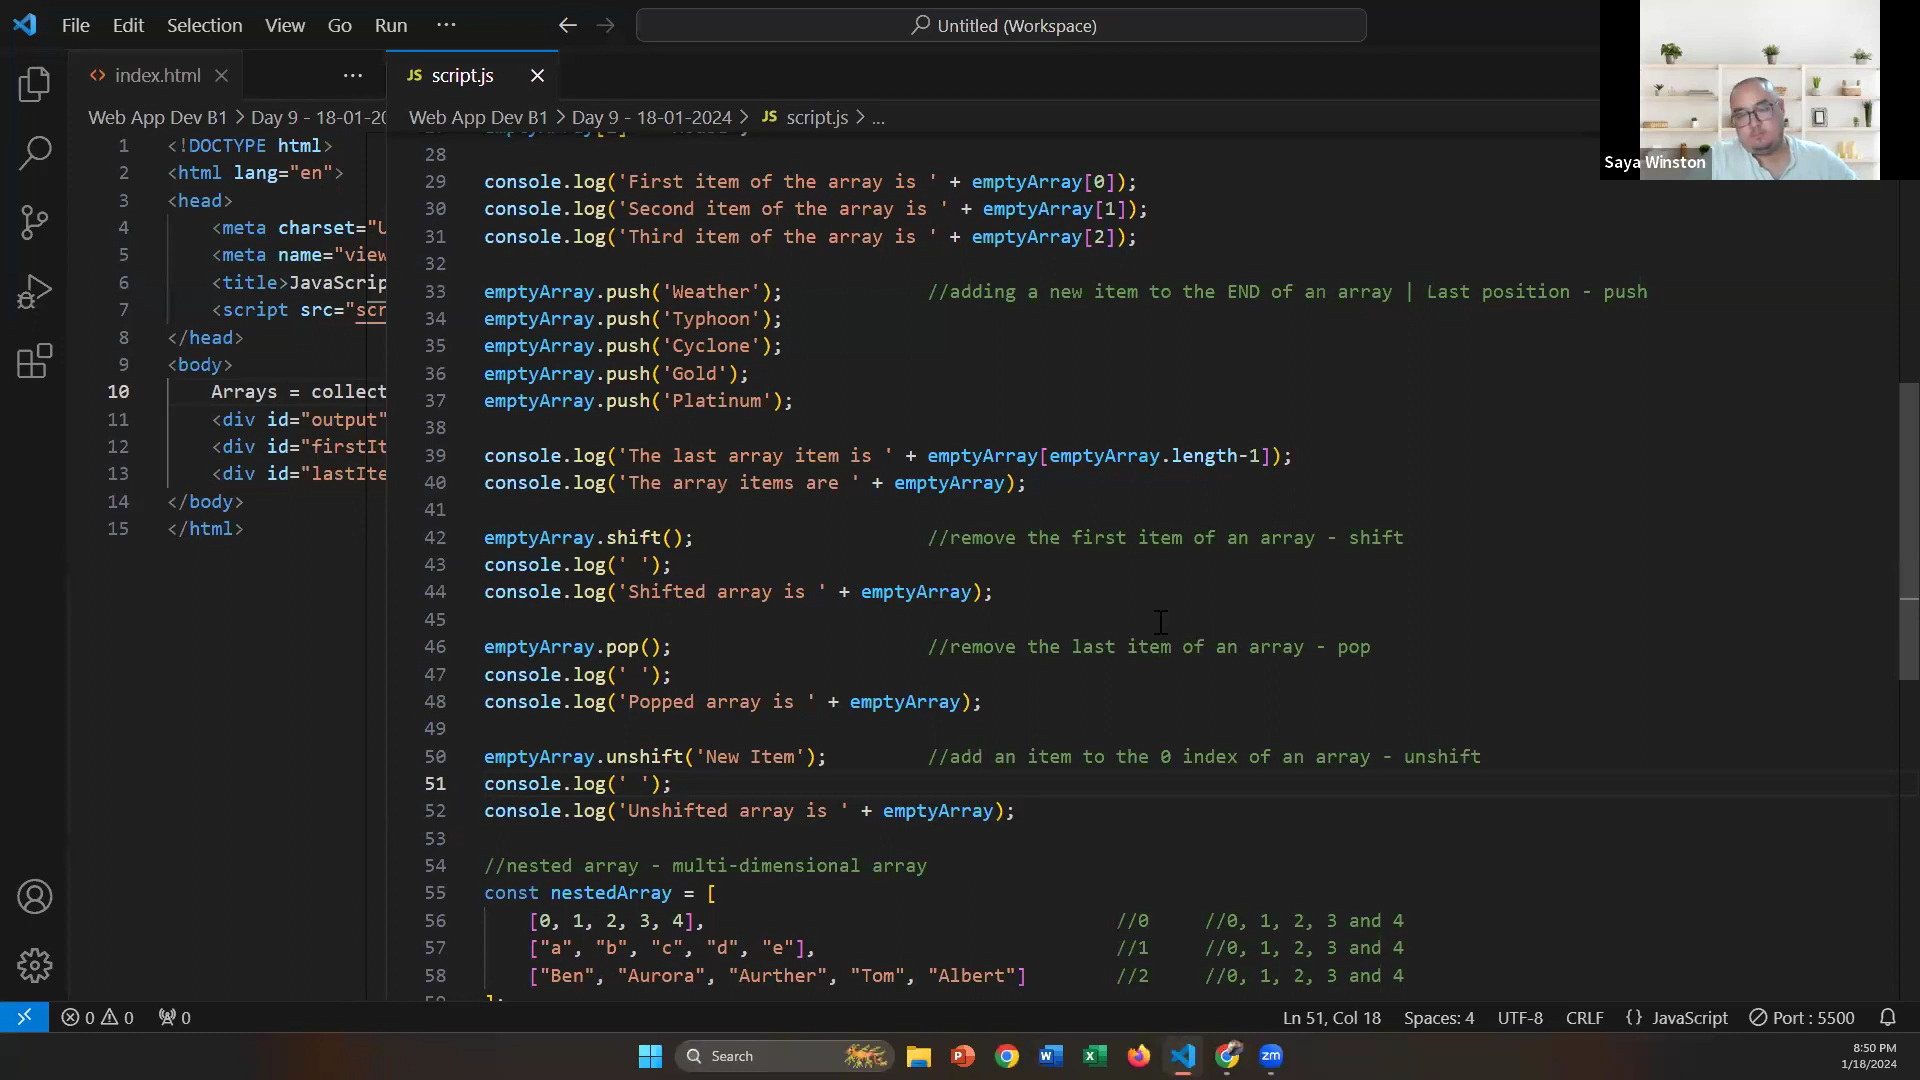 File Edit Selection View Go Run ...
Untitled (Workspace)
index.html
JS script.js
Web App Dev B1 > Day 9 - 18-01-20
Web App Dev B1 > Day 9 - 18-01-2024 > JS script.js > ...
1 <!DOCTYPE html>
2 <html lang="en">
3 <head>
4 <meta charset="U
5 <meta name="view
6 <title>JavaScrip
7 <script src="scr
8 </head>
9 <body>
10 Arrays = collect
11 <div id="output"
12 <div id="firstIt
13 <div id="lastIte
14 </body>
15 </html>
28
29 console.log('First item of the array is ' + emptyArray[0]);
30 console.log('Second item of the array is ' + emptyArray[1]);
31 console.log('Third item of the array is ' + emptyArray[2]);
32
33 emptyArray.push('Weather'); //adding a new item to the END of an array | Last position - push
34 emptyArray.push('Typhoon');
35 emptyArray.push('Cyclone');
36 emptyArray.push('Gold');
37 emptyArray.push('Platinum');
38
39 console.log('The last array item is ' + emptyArray[emptyArray.length-1]);
40 console.log('The array items are ' + emptyArray);
41
42 emptyArray.shift(); //remove the first item of an array - shift
43 console.log(' ');
44 console.log('Shifted array is ' + emptyArray);
45
46 emptyArray.pop(); //remove the last item of an array - pop
47 console.log(' ');
48 console.log('Popped array is ' + emptyArray);
49
50 emptyArray.unshift('New Item'); //add an item to the 0 index of an array - unshift
51 console.log(' ');
52 console.log('Unshifted array is ' + emptyArray);
53
54 //nested array - multi-dimensional array
55 const nestedArray = [
56 [0, 1, 2, 3, 4], //0 //0, 1, 2, 3 and 4
57 ["a", "b", "c", "d", "e"], //1 //0, 1, 2, 3 and 4
58 ["Ben", "Aurora", "Aurther", "Tom", "Albert"] //2 //0, 1, 2, 3 and 4
Saya Winston
0 0 0
Ln 51, Col 18 Spaces: 4 UTF-8 CRLF {} JavaScript Port : 5500
Search
zm
8:50 PM
1/18/2024